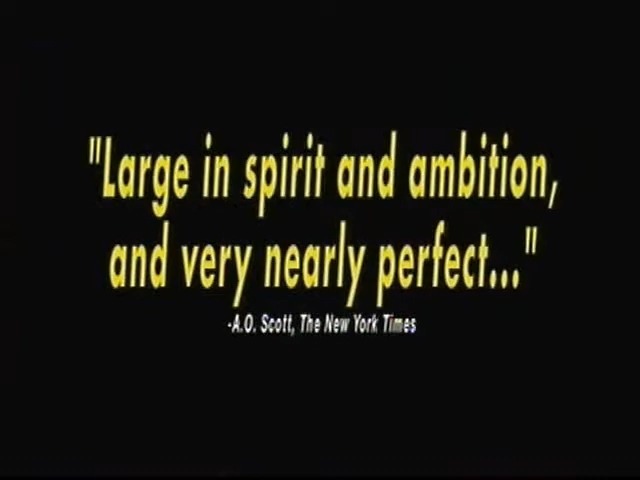 "Large in spirit and ambition,
and very nearly perfect..."
-A.O. Scott, The New York Times